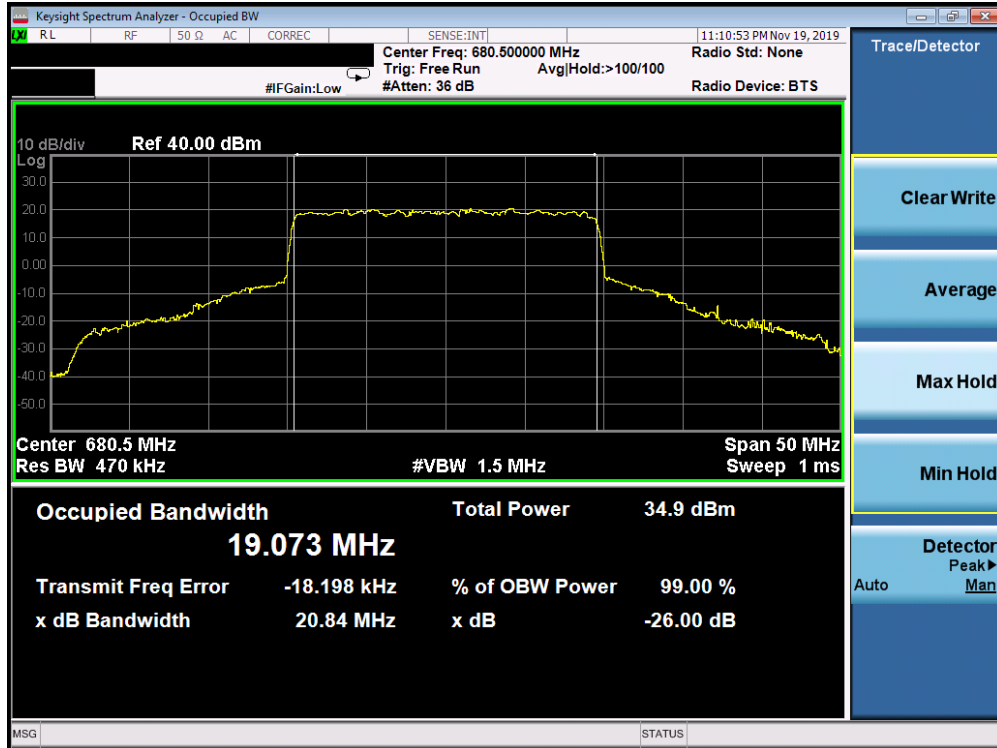 Keysight Spectrum Analyzer - Occupied BW
LXI RL RF 50 Ω AC CORREC SENSE:INT 11:10:53 PM Nov 19, 2019
Center Freq: 680.500000 MHz Radio Std: None
Trig: Free Run Avg|Hold:>100/100
#IFGain:Low #Atten: 36 dB Radio Device: BTS
10 dB/div Ref 40.00 dBm
Log
30.0
20.0
10.0
0.00
-10.0
-20.0
-30.0
-40.0
-50.0
Center 680.5 MHz Span 50 MHz
Res BW 470 kHz #VBW 1.5 MHz Sweep 1 ms
Occupied Bandwidth Total Power 34.9 dBm
19.073 MHz
Transmit Freq Error -18.198 kHz % of OBW Power 99.00 %
x dB Bandwidth 20.84 MHz x dB -26.00 dB
MSG STATUS
Trace/Detector
Clear Write
Average
Max Hold
Min Hold
Detector
Peak▶
Auto Man